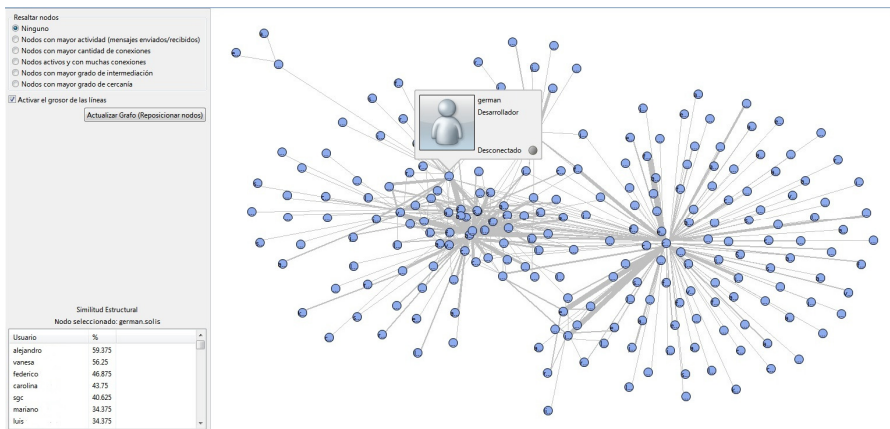 Resaltar nodos
Ninguno
Nodos con mayor actividad (mensajes enviados/recibidos)
Nodos con mayor cantidad de conexiones
Nodos activos y con muchas conexiones
Nodos con mayor grado de intermediación
Nodos con mayor grado de cercanía
Activar el grosor de las líneas
Actualizar Grafo (Reposicionar nodos)
german
Desarrollador
Desconectado
Similitud Estructural
Nodo seleccionado: german.solis
Usuario %
alejandro 59.375
vanesa 56.25
federico 46.875
carolina 43.75
sgc 40.625
mariano 34.375
luis 34.375